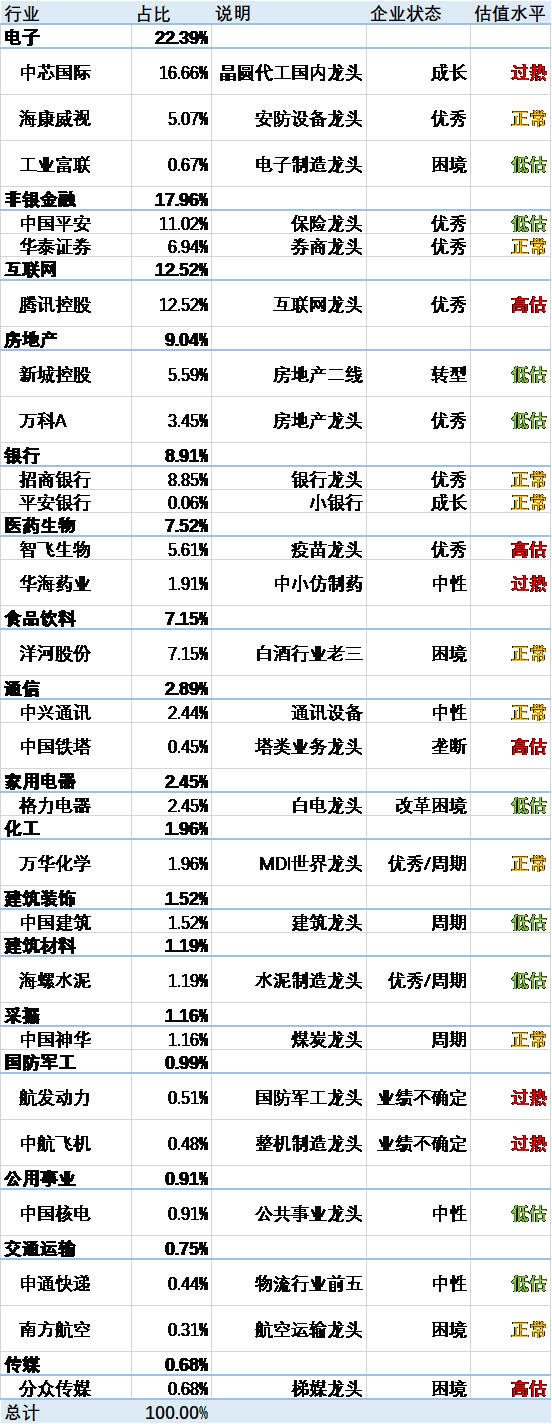 行业 占比 说明 企业状态 估值水平
电子 22.39%
中芯国际 16.66% 晶圆代工国内龙头 成长 过热
海康威视 5.07% 安防设备龙头 优秀 正常
工业富联 0.67% 电子制造龙头 困境 低估
非银金融 17.96%
中国平安 11.02% 保险龙头 优秀 低估
华泰证券 6.94% 券商龙头 优秀 正常
互联网 12.52%
腾讯控股 12.52% 互联网龙头 优秀 高估
房地产 9.04%
新城控股 5.59% 房地产二线 转型 低估
万科A 3.45% 房地产龙头 优秀 低估
银行 8.91%
招商银行 8.85% 银行龙头 优秀 正常
平安银行 0.06% 小银行 成长 正常
医药生物 7.52%
智飞生物 5.61% 疫苗龙头 优秀 高估
华海药业 1.91% 中小仿制药 中性 过热
食品饮料 7.15%
洋河股份 7.15% 白酒行业老三 困境 正常
通信 2.89%
中兴通讯 2.44% 通讯设备 中性 正常
中国铁塔 0.45% 塔类业务龙头 垄断 高估
家用电器 2.45%
格力电器 2.45% 白电龙头 改革困境 低估
化工 1.96%
万华化学 1.96% MDI世界龙头 优秀/周期 正常
建筑装饰 1.52%
中国建筑 1.52% 建筑龙头 周期 低估
建筑材料 1.19%
海螺水泥 1.19% 水泥制造龙头 优秀/周期 低估
采掘 1.16%
中国神华 1.16% 煤炭龙头 周期 正常
国防军工 0.99%
航发动力 0.51% 国防军工龙头 业绩不确定 过热
中航飞机 0.48% 整机制造龙头 业绩不确定 过热
公用事业 0.91%
中国核电 0.91% 公共事业龙头 中性 低估
交通运输 0.75%
申通快递 0.44% 物流行业前五 中性 低估
南方航空 0.31% 航空运输龙头 困境 正常
传媒 0.68%
分众传媒 0.68% 梯媒龙头 困境 高估
总计 100.00%